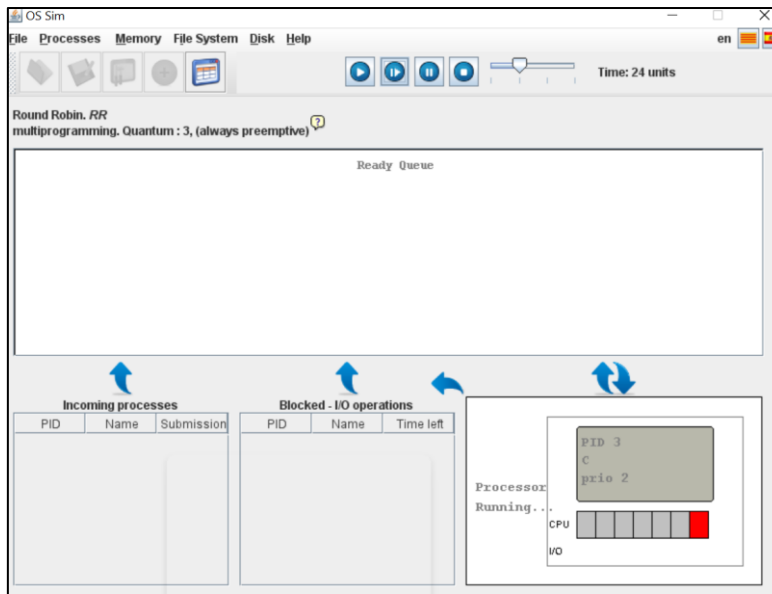 OS Sim
File Processes Memory File System Disk Help en
Time: 24 units
Round Robin. RR
multiprogramming. Quantum : 3, (always preemptive) ?
Ready Queue
Incoming processes
PID Name Submission
Blocked - I/O operations
PID Name Time left
Processor
Running...
PID 3
C
prio 2
CPU
I/O